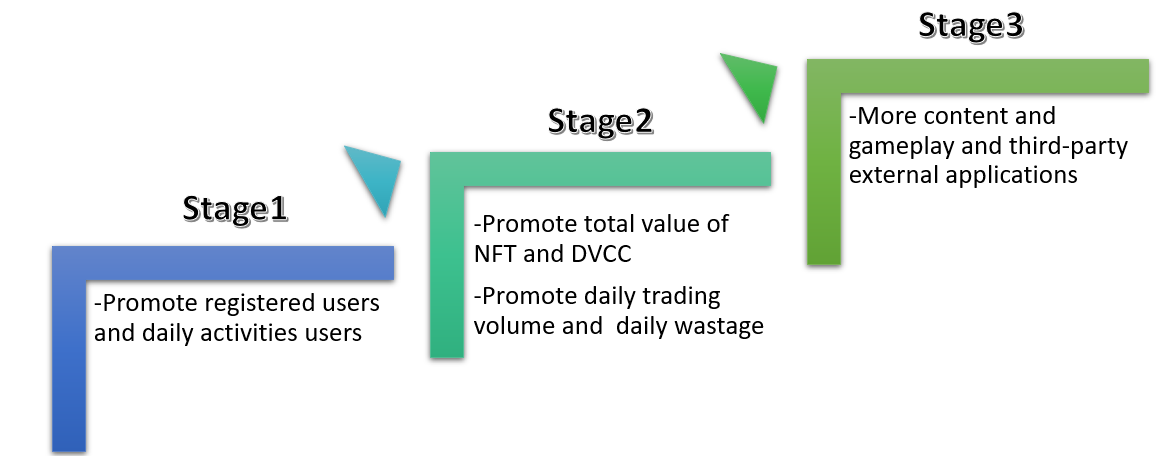 Stage1
-Promote registered users
and daily activities users
Stage2
-Promote total value of
NFT and DVCC
-Promote daily trading
volume and  daily wastage
Stage3
-More content and
gameplay and third-party
external applications